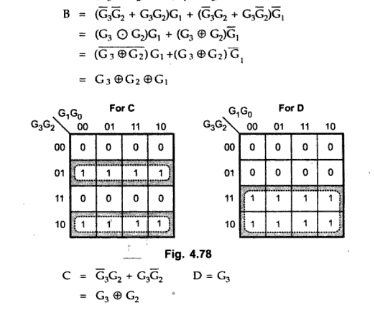 B = (G̅₃G̅₂ + G₃G₂)G₁ + (G̅₃G₂ + G₃G̅₂)G̅₁
= (G₃ ⊙ G₂)G₁ + (G₃ ⊕ G₂)G̅₁
= (\overline{G₃ ⊕ G₂}) G₁ + (G₃ ⊕ G₂) G̅₁
= G₃ ⊕ G₂ ⊕ G₁
For C For D
G₁G₀ G₁G₀
G₃G₂ 00 01 11 10 G₃G₂ 00 01 11 10
00 0 0 0 0 00 0 0 0 0
01 1 1 1 1 01 0 0 0 0
11 0 0 0 0 11 1 1 1 1
10 1 1 1 1 10 1 1 1 1
Fig. 4.78
C = G̅₃G₂ + G₃G̅₂ D = G₃
= G₃ ⊕ G₂